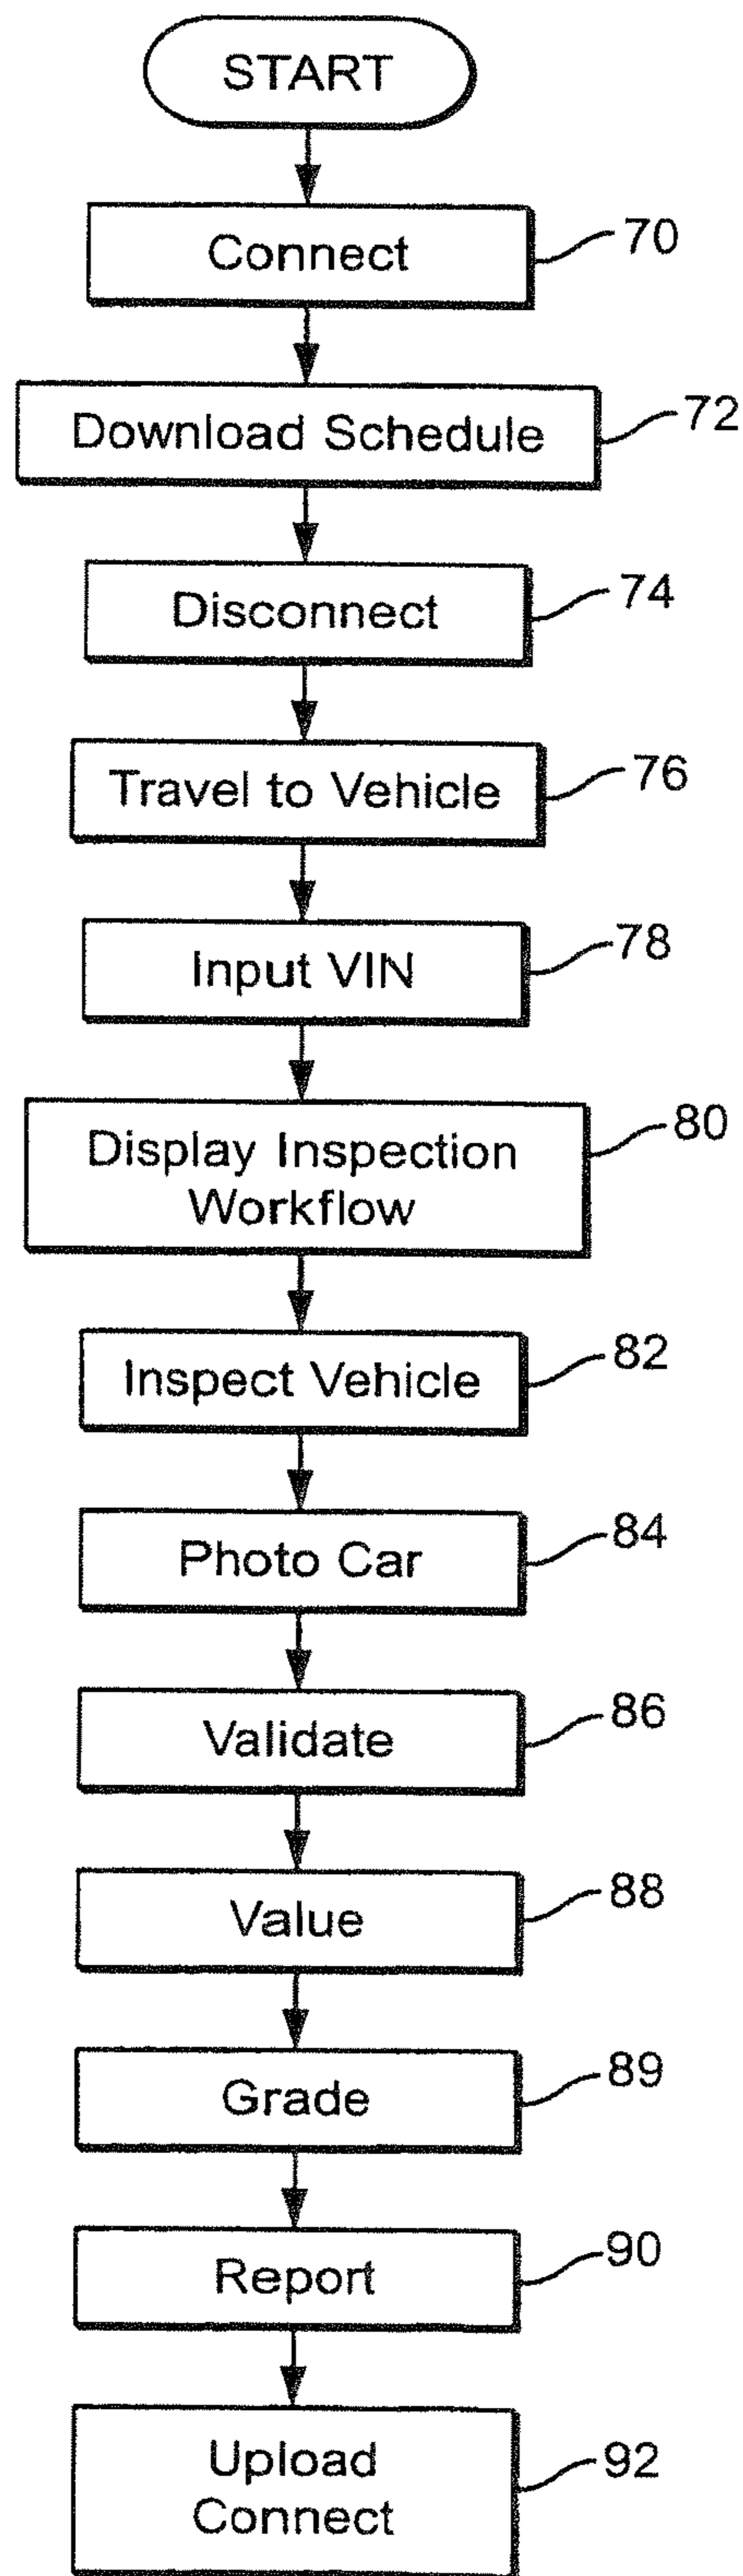 START
Connect
70
Download Schedule
72
Disconnect
74
Travel to Vehicle
76
Input VIN
78
Display Inspection
Workflow
80
Inspect Vehicle
82
Photo Car
84
Validate
86
Value
88
Grade
89
Report
90
Upload
Connect
92